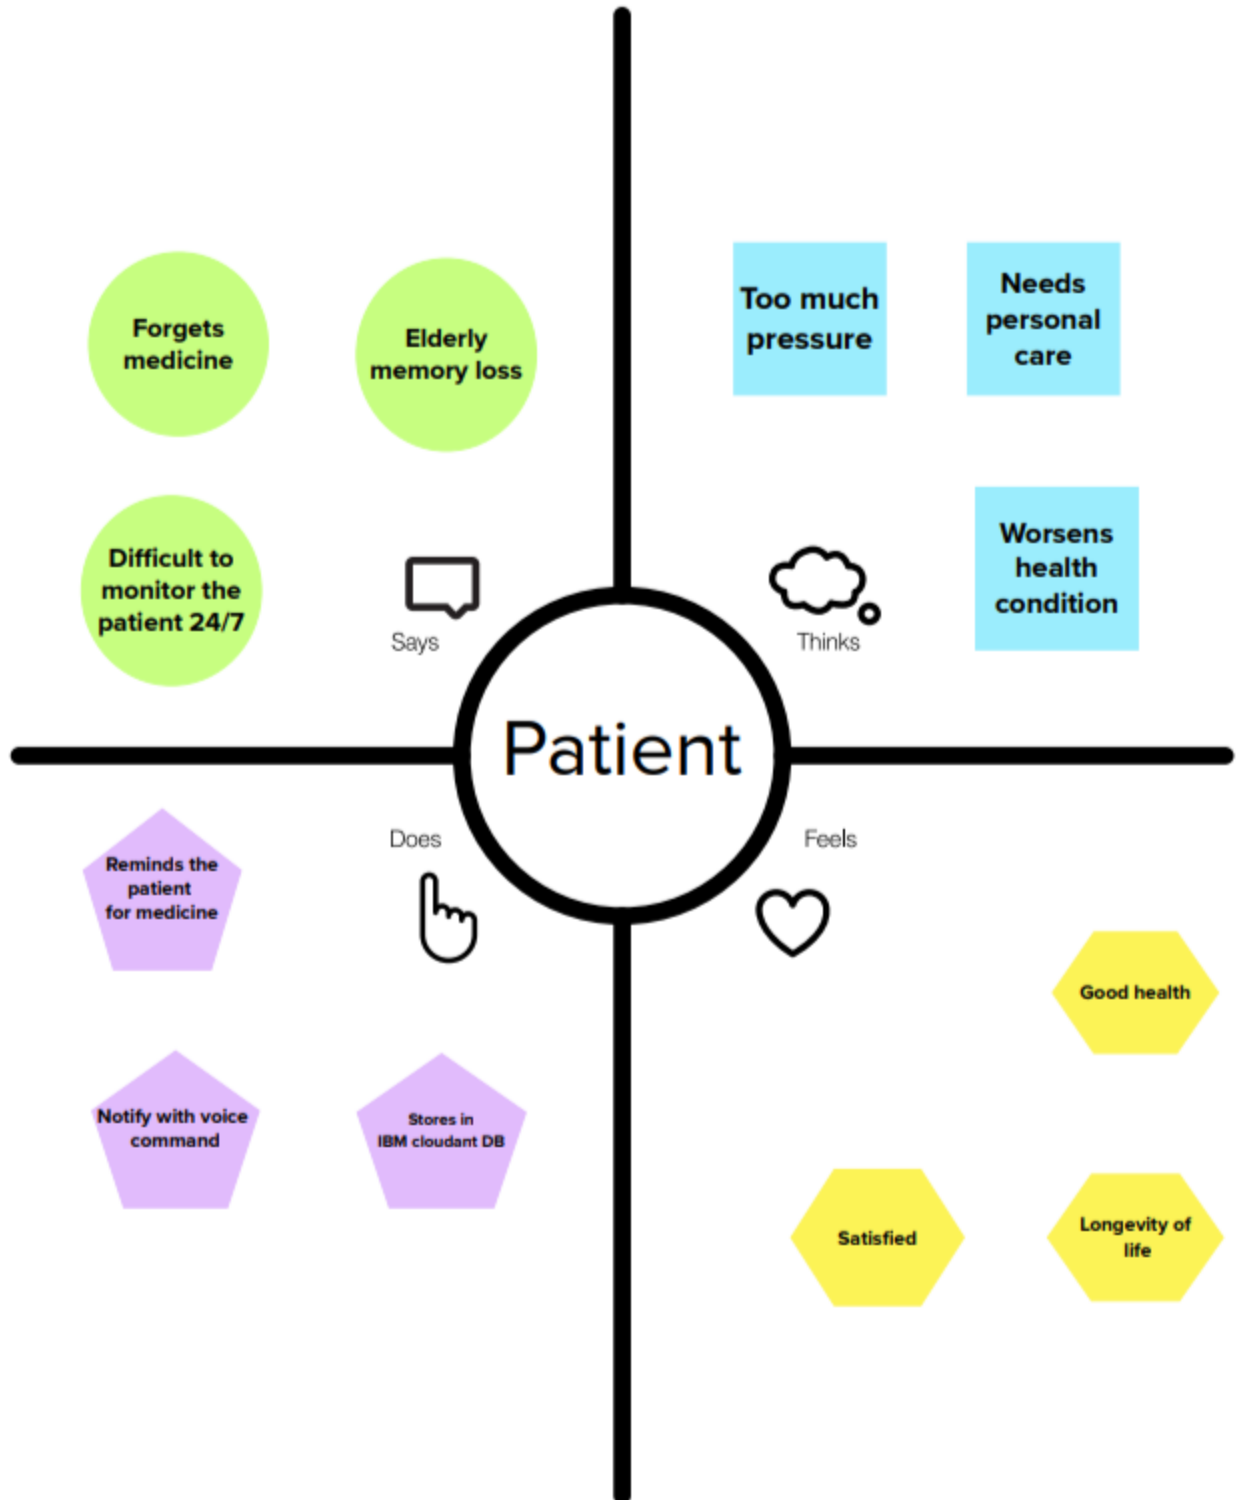 Forgets
medicine
Elderly
memory loss
Difficult to
monitor the
patient 24/7
Says
Too much
pressure
Needs
personal
care
Worsens
health
condition
Thinks
Patient
Does
Reminds the
patient
for medicine
Notify with voice
command
Stores in
IBM cloudant DB
Feels
Good health
Satisfied
Longevity of
life